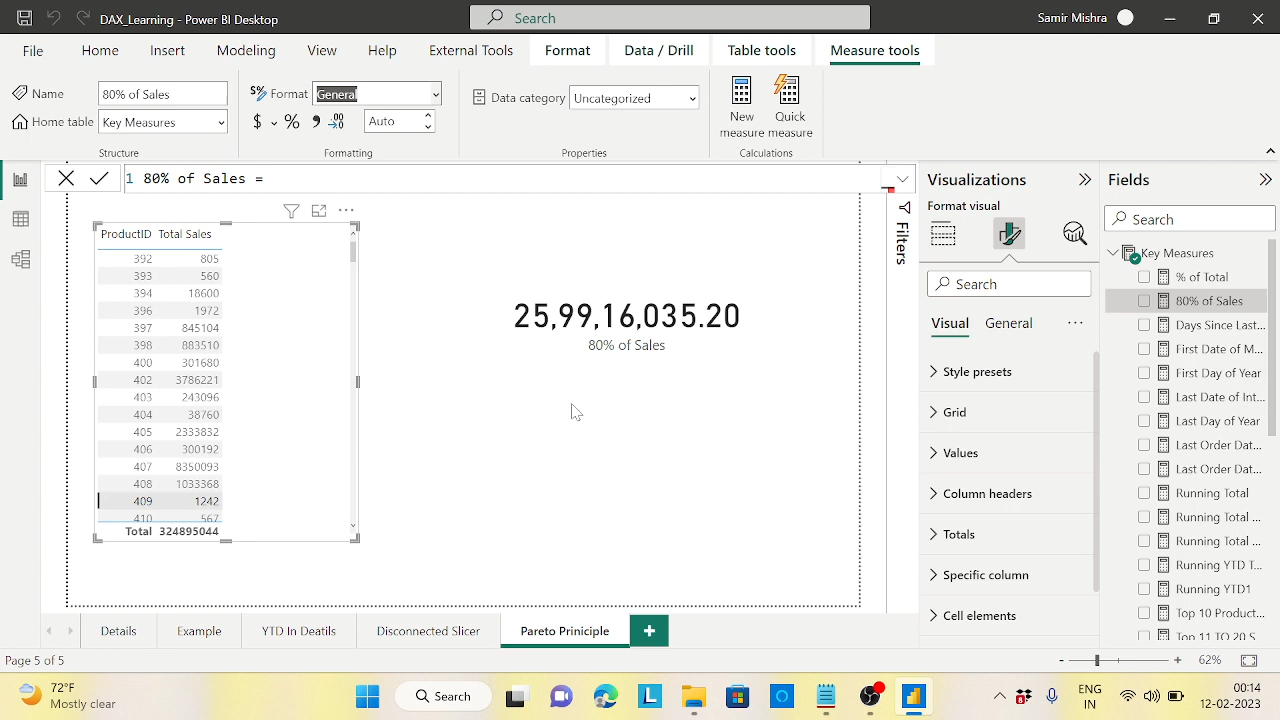 DAX_Learning - Power BI Desktop
Search
Samir Mishra
File
Home
Insert
Modeling
View
Help
External Tools
Format
Data / Drill
Table tools
Measure tools
Name
80% of Sales
Home table
Key Measures
Structure
Format
General
$ %
Auto
Formatting
Data category
Uncategorized
Properties
New
measure
Quick
measure
Calculations
1 80% of Sales =
ProductID Total Sales
392 805
393 560
394 18600
396 1972
397 845104
398 883510
400 301680
402 3786221
403 243096
404 38760
405 2333832
406 300192
407 8350093
408 1033368
409 1242
410 567
Total 324895044
25,99,16,035.20
80% of Sales
Filters
Visualizations
Format visual
Search
Visual
General
Style presets
Grid
Values
Column headers
Totals
Specific column
Cell elements
Fields
Search
Key Measures
% of Total
80% of Sales
Days Since Last...
First Date of M...
First Day of Year
Last Date of Int...
Last Day of Year
Last Order Dat...
Last Order Dat...
Running Total
Running Total ...
Running Total ...
Running YTD T...
Running YTD1
Top 10 Product...
Top 11 TO 20 S...
Details
Example
YTD In Deatils
Disconnected Slicer
Pareto Priniciple
Page 5 of 5
62%
72°F
Mostly clear
Search
ENG
IN
00:14
12-02-2023